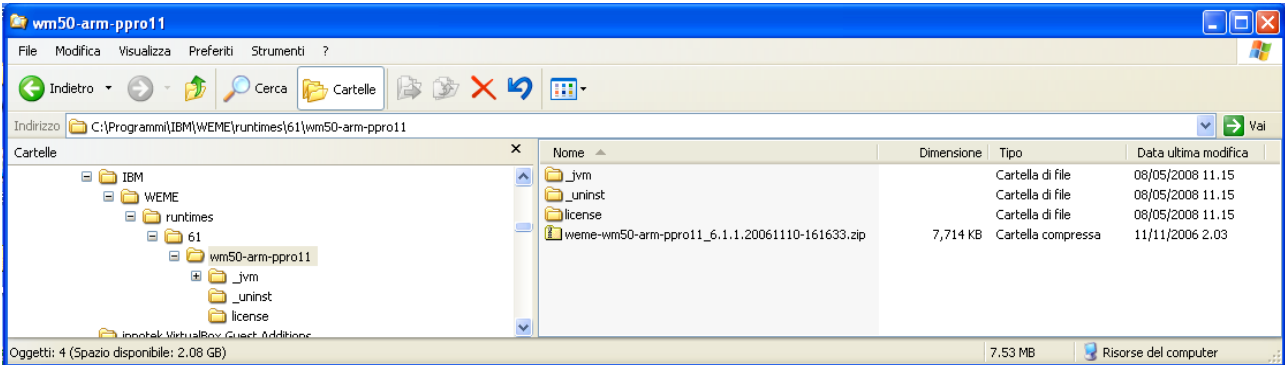 wm50-arm-ppro11
File Modifica Visualizza Preferiti Strumenti ?
Indietro Cerca Cartelle
Indirizzo C:\Programmi\IBM\WEME\runtimes\61\wm50-arm-ppro11 Vai
Cartelle
IBM
WEME
runtimes
61
wm50-arm-ppro11
_jvm
_uninst
license
innotek VirtualBox Guest Additions
Nome Dimensione Tipo Data ultima modifica
_jvm Cartella di file 08/05/2008 11.15
_uninst Cartella di file 08/05/2008 11.15
license Cartella di file 08/05/2008 11.15
weme-wm50-arm-ppro11_6.1.1.20061110-161633.zip 7,714 KB Cartella compressa 11/11/2006 2.03
Oggetti: 4 (Spazio disponibile: 2.08 GB) 7.53 MB Risorse del computer